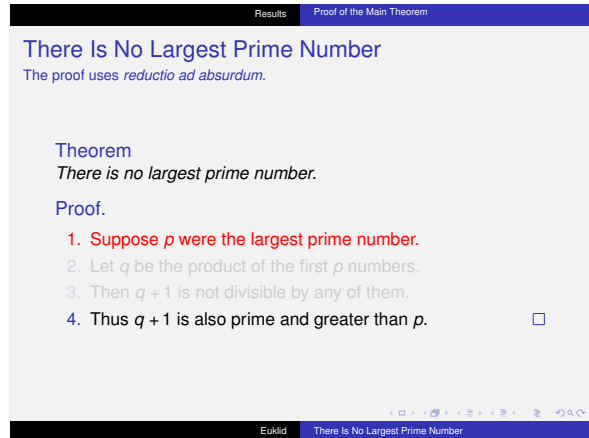 Results Proof of the Main Theorem
There Is No Largest Prime Number
The proof uses reductio ad absurdum.
Theorem
There is no largest prime number.
Proof.
1. Suppose p were the largest prime number.
2. Let q be the product of the first p numbers.
3. Then q + 1 is not divisible by any of them.
4. Thus q + 1 is also prime and greater than p.
Euklid There Is No Largest Prime Number